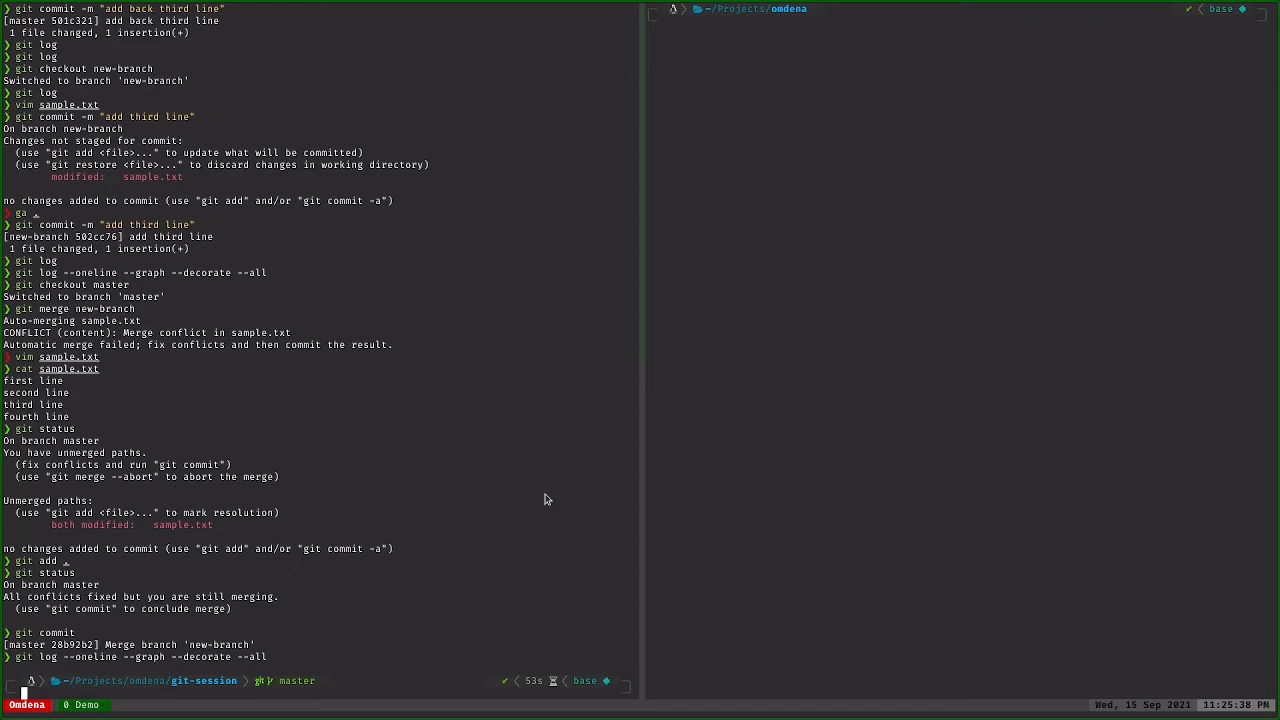 ❯ git commit -m "add back third line"
[master 501c321] add back third line
 1 file changed, 1 insertion(+)
❯ git log
❯ git log
❯ git checkout new-branch
Switched to branch 'new-branch'
❯ git log
❯ vim sample.txt
❯ git commit -m "add third line"
On branch new-branch
Changes not staged for commit:
  (use "git add <file>..." to update what will be committed)
  (use "git restore <file>..." to discard changes in working directory)
        modified:   sample.txt
no changes added to commit (use "git add" and/or "git commit -a")
❯ ga .
❯ git commit -m "add third line"
[new-branch 502cc76] add third line
 1 file changed, 1 insertion(+)
❯ git log
❯ git log --oneline --graph --decorate --all
❯ git checkout master
Switched to branch 'master'
❯ git merge new-branch
Auto-merging sample.txt
CONFLICT (content): Merge conflict in sample.txt
Automatic merge failed; fix conflicts and then commit the result.
❯ vim sample.txt
❯ cat sample.txt
first line
second line
third line
fourth line
❯ git status
On branch master
You have unmerged paths.
  (fix conflicts and run "git commit")
  (use "git merge --abort" to abort the merge)
Unmerged paths:
  (use "git add <file>..." to mark resolution)
        both modified:   sample.txt
no changes added to commit (use "git add" and/or "git commit -a")
❯ git add .
❯ git status
On branch master
All conflicts fixed but you are still merging.
  (use "git commit" to conclude merge)
❯ git commit
[master 28b92b2] Merge branch 'new-branch'
❯ git log --oneline --graph --decorate --all
~/Projects/omdena/git-session git master ✔ 53s base
~/Projects/omdena ✔ base
Omdena 0 Demo Wed, 15 Sep 2021 11:25:38 PM